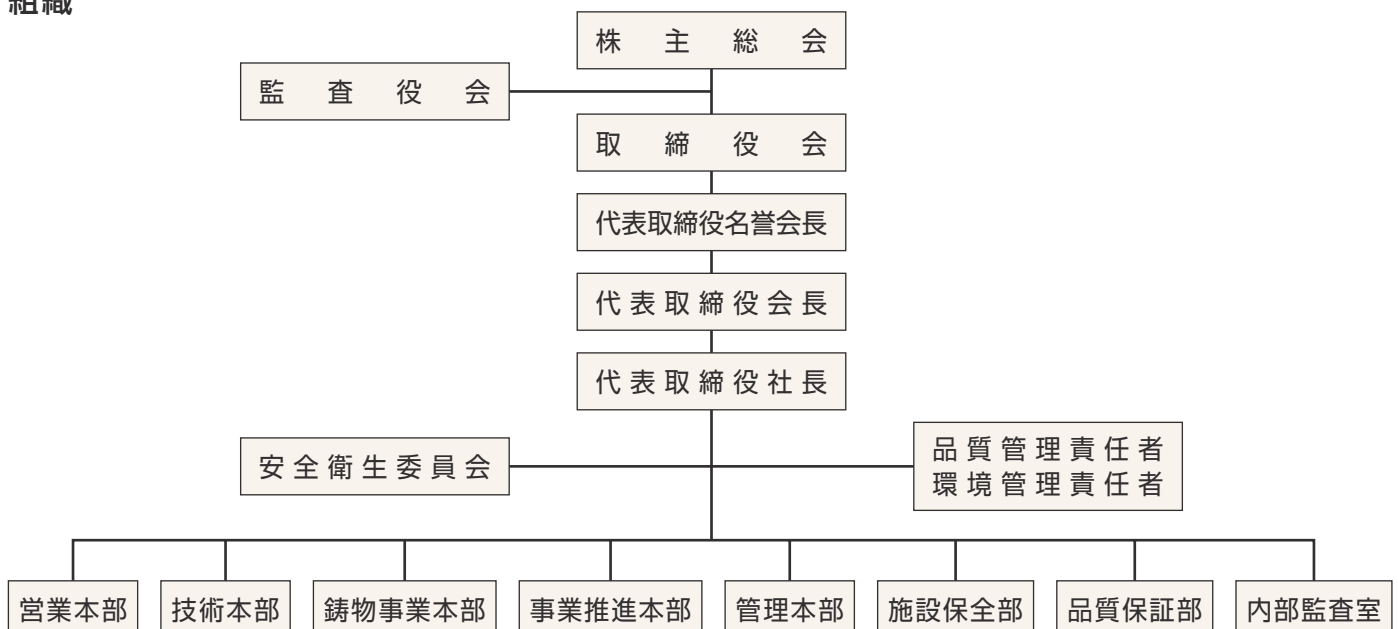 組織
株主総会
監査役会
取締役会
代表取締役名誉会長
代表取締役会長
代表取締役社長
安全衛生委員会
品質管理責任者
環境管理責任者
営業本部
技術本部
鋳物事業本部
事業推進本部
管理本部
施設保全部
品質保証部
内部監査室